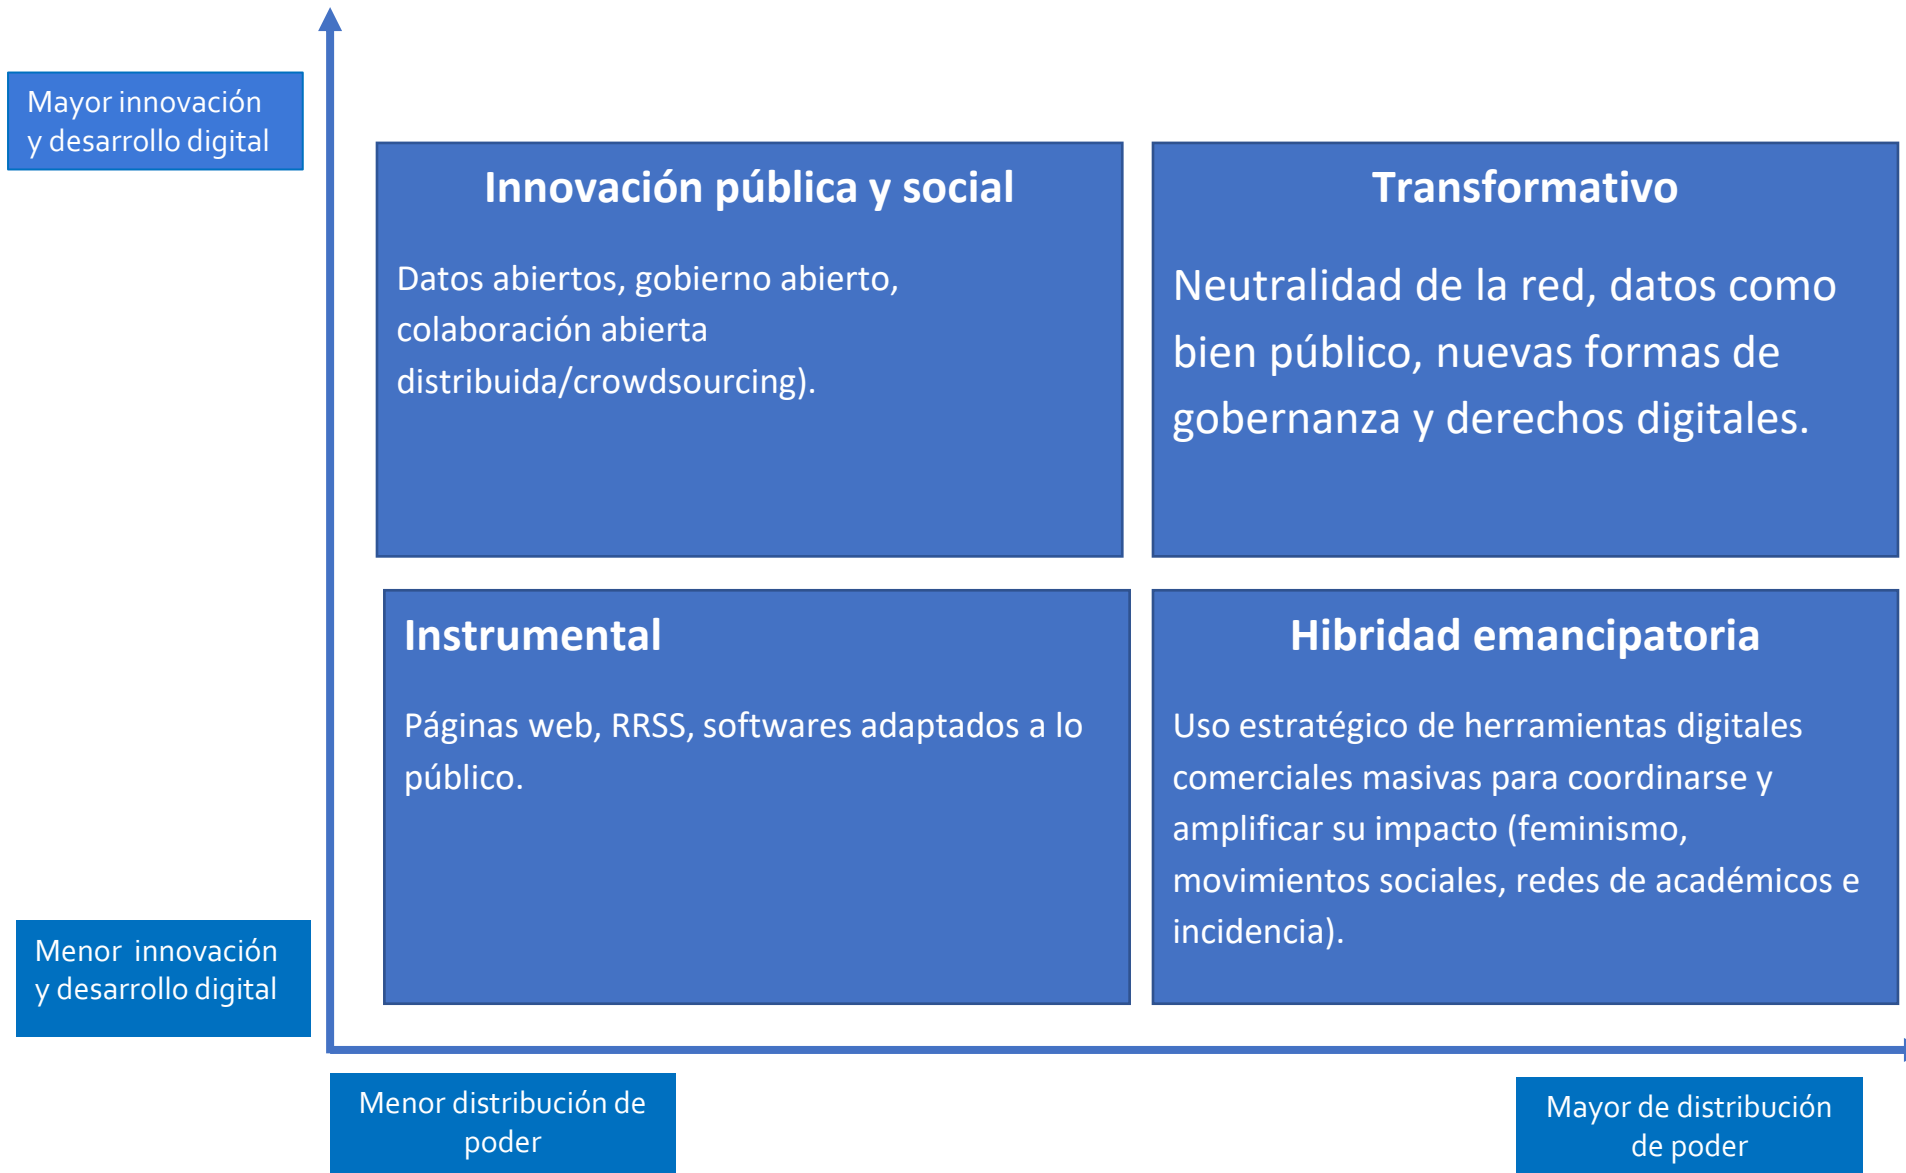 Mayor innovación
y desarrollo digital
Innovación pública y social
Datos abiertos, gobierno abierto,
colaboración abierta
distribuida/crowdsourcing).
Transformativo
Neutralidad de la red, datos como
bien público, nuevas formas de
gobernanza y derechos digitales.
Instrumental
Páginas web, RRSS, softwares adaptados a lo
público.
Hibridad emancipatoria
Uso estratégico de herramientas digitales
comerciales masivas para coordinarse y
amplificar su impacto (feminismo,
movimientos sociales, redes de académicos e
incidencia).
Menor innovación
y desarrollo digital
Menor distribución de
poder
Mayor de distribución
de poder